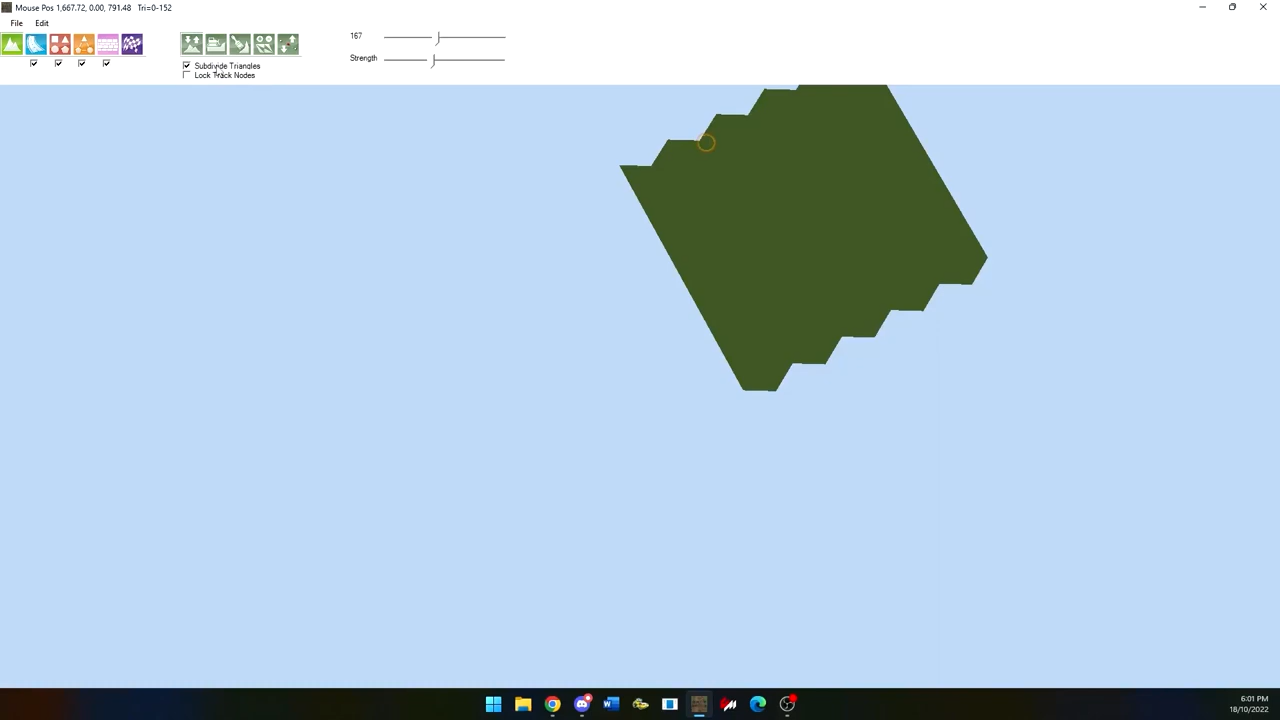 Mouse Pos 1,667.72, 0.00, 791.48 Tri=0-152
File Edit
167
Strength
Subdivide Triangles
Lock Track Nodes
6:01 PM
18/10/2022